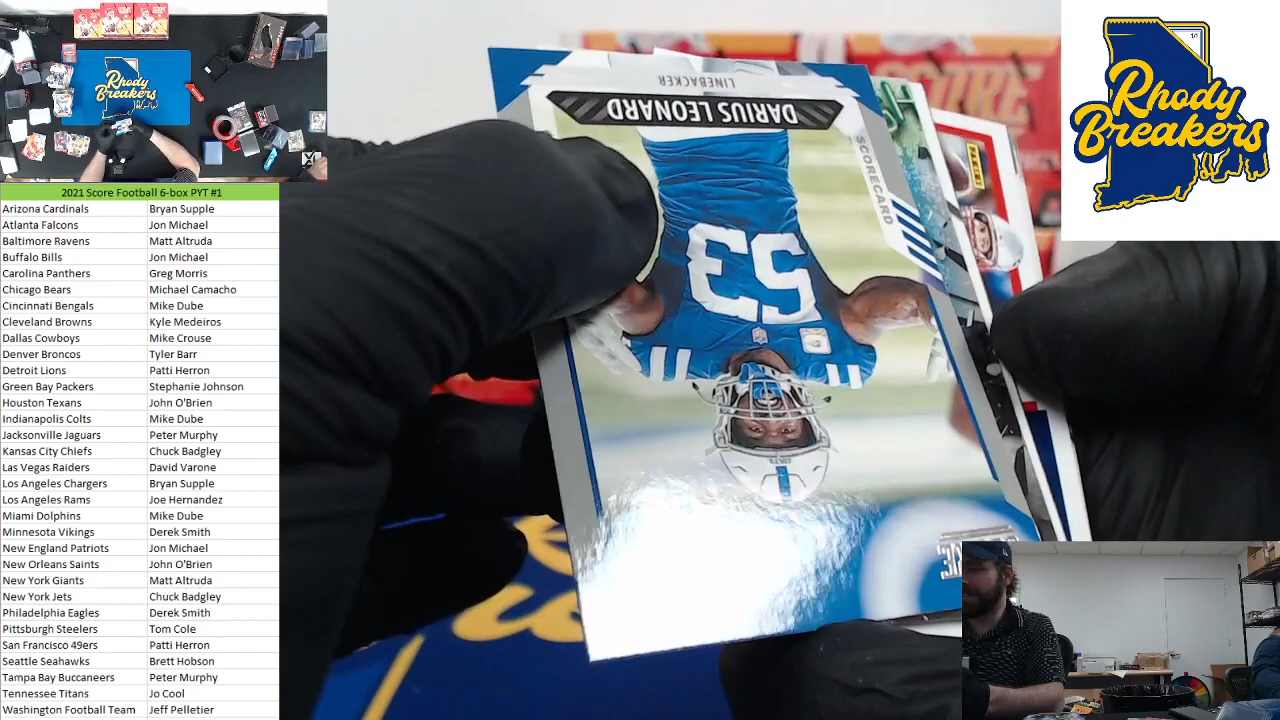 Rhody
Breakers
2021 Score Football 6-box PYT #1
Arizona Cardinals Bryan Supple
Atlanta Falcons Jon Michael
Baltimore Ravens Matt Altruda
Buffalo Bills Jon Michael
Carolina Panthers Greg Morris
Chicago Bears Michael Camacho
Cincinnati Bengals Mike Dube
Cleveland Browns Kyle Medeiros
Dallas Cowboys Mike Crouse
Denver Broncos Tyler Barr
Detroit Lions Patti Herron
Green Bay Packers Stephanie Johnson
Houston Texans John O'Brien
Indianapolis Colts Mike Dube
Jacksonville Jaguars Peter Murphy
Kansas City Chiefs Chuck Badgley
Las Vegas Raiders David Varone
Los Angeles Chargers Bryan Supple
Los Angeles Rams Joe Hernandez
Miami Dolphins Mike Dube
Minnesota Vikings Derek Smith
New England Patriots Jon Michael
New Orleans Saints John O'Brien
New York Giants Matt Altruda
New York Jets Chuck Badgley
Philadelphia Eagles Derek Smith
Pittsburgh Steelers Tom Cole
San Francisco 49ers Patti Herron
Seattle Seahawks Brett Hobson
Tampa Bay Buccaneers Peter Murphy
Tennessee Titans Jo Cool
Washington Football Team Jeff Pelletier
LINEBACKER
DARIUS LEONARD
SCORECARD
53
COLTS
PANINI
SCORE
1/1
Rhody
Breakers